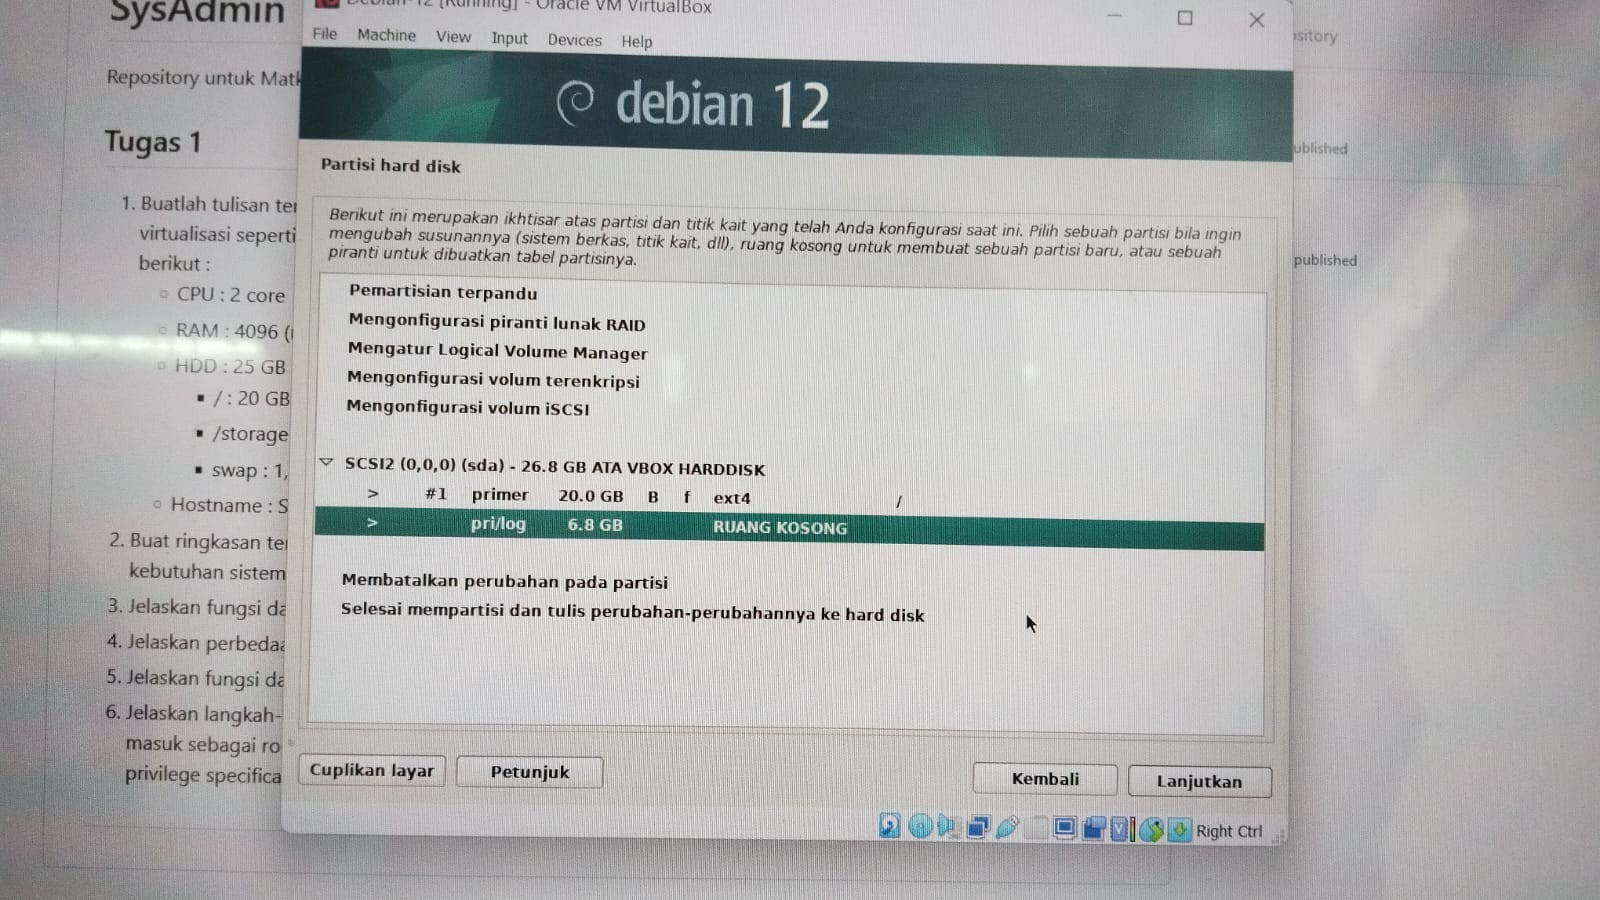 SysAdmin
Repository untuk
Tugas 1
1. Buatlah tulisan
virtualisasi seperti
berikut :
CPU : 2 core
RAM : 4096
HDD : 25 GB
/ : 20 GB
/storage
swap : 1,
Hostname : S
2. Buat ringkasan
kebutuhan sistem
3. Jelaskan fungsi
4. Jelaskan
5. Jelaskan fungsi
6. Jelaskan langkah-
masuk sebagai ro
privilege specifica
[Running] - Oracle VM VirtualBox
File Machine View Input Devices Help
debian 12
Partisi hard disk
Berikut ini merupakan ikhtisar atas partisi dan titik kait yang telah Anda konfigurasi saat ini. Pilih sebuah partisi bila ingin
mengubah susunannya (sistem berkas, titik kait, dll), ruang kosong untuk membuat sebuah partisi baru, atau sebuah
piranti untuk dibuatkan tabel partisinya.
Pemartisian terpandu
Mengonfigurasi piranti lunak RAID
Mengatur Logical Volume Manager
Mengonfigurasi volum terenkripsi
Mengonfigurasi volum iSCSI
SCSI2 (0,0,0) (sda) - 26.8 GB ATA VBOX HARDDISK
> #1 primer 20.0 GB B f ext4 /
> pri/log 6.8 GB RUANG KOSONG
Membatalkan perubahan pada partisi
Selesai mempartisi dan tulis perubahan-perubahannya ke hard disk
Cuplikan layar Petunjuk Kembali Lanjutkan
Right Ctrl
sitory
ublished
published